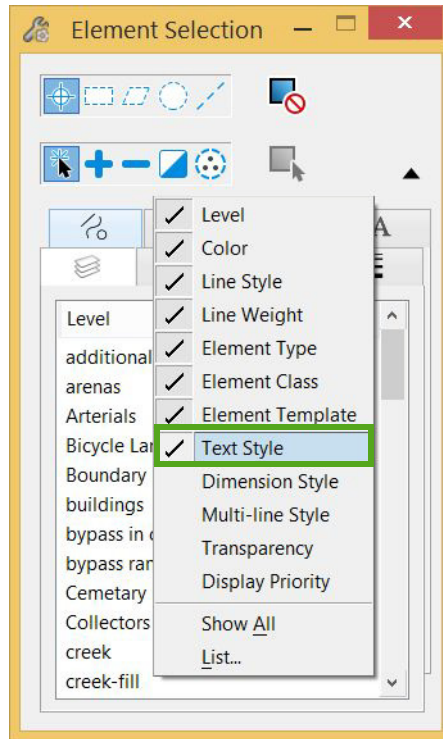 Element Selection
A
Level
Color
Line Style
Line Weight
Element Type
Element Class
Element Template
Text Style
Dimension Style
Multi-line Style
Transparency
Display Priority
Show All
List...
Level
additional
arenas
Arterials
Bicycle Lan
Boundary
buildings
bypass in
bypass ran
Cemetary
Collectors
creek
creek-fill